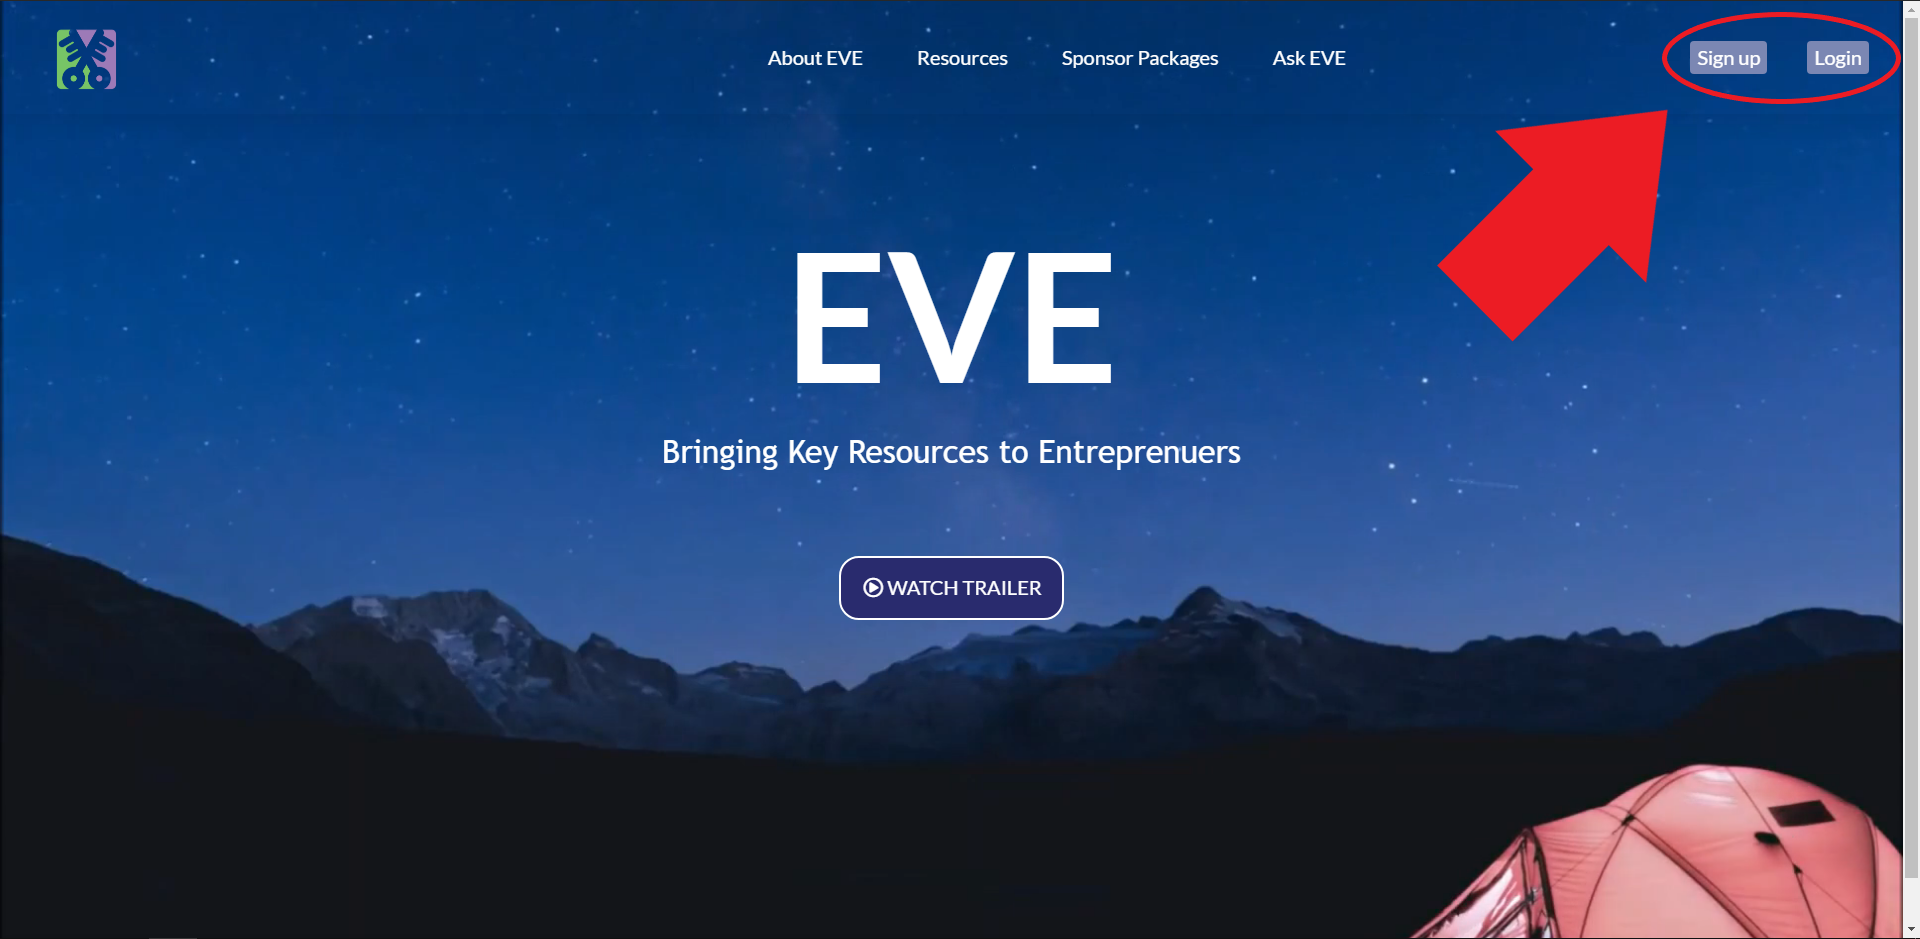 About EVE
Resources
Sponsor Packages
Ask EVE
Sign up
Login
EVE
Bringing Key Resources to Entreprenuers
WATCH TRAILER